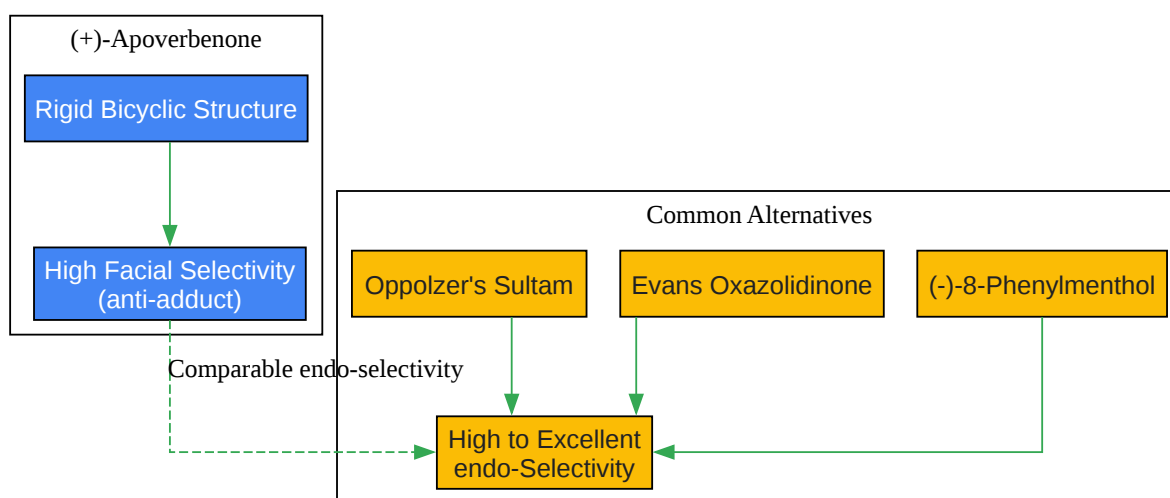 (+)-Apoverbenone
Rigid Bicyclic Structure
High Facial Selectivity
(anti-adduct)
Common Alternatives
Oppolzer's Sultam
Evans Oxazolidinone
(-)-8-Phenylmenthol
Comparable endo-selectivity
High to Excellent
endo-Selectivity